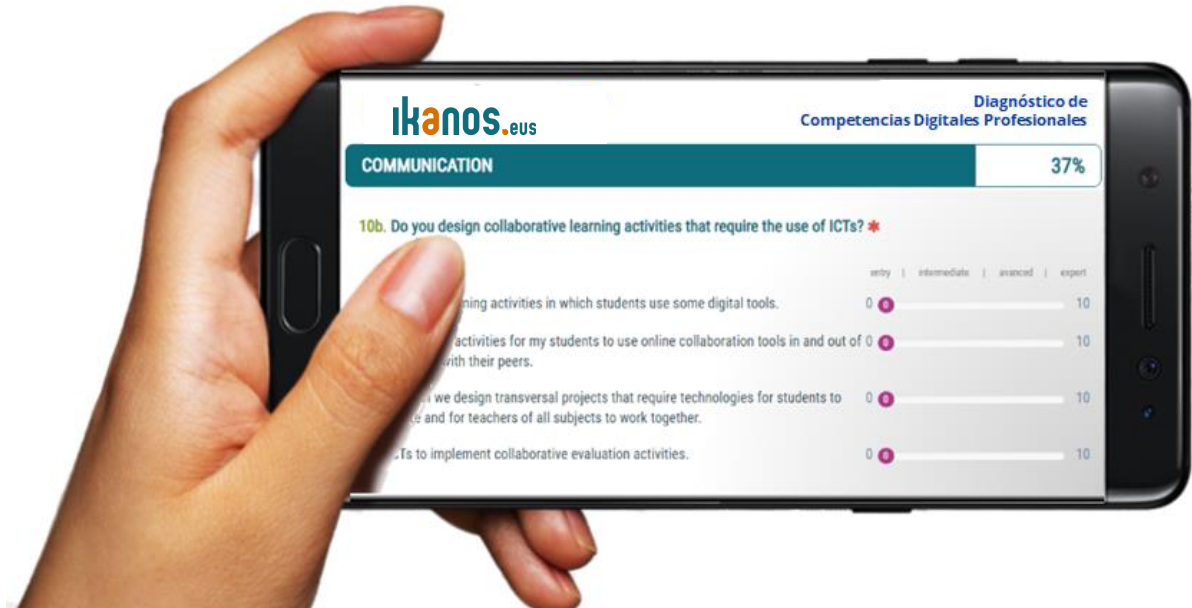 ikanos.eus
Diagnóstico de
Competencias Digitales Profesionales
COMMUNICATION
37%
10b. Do you design collaborative learning activities that require the use of ICTs? *
entry | intermediate | avanced | expert
activities in which students use some digital tools.
0 0 10
activities for my students to use online collaboration tools in and out of
0 0 10
with their peers.
we design transversal projects that require technologies for students to
0 0 10
and for teachers of all subjects to work together.
to implement collaborative evaluation activities.
0 0 10